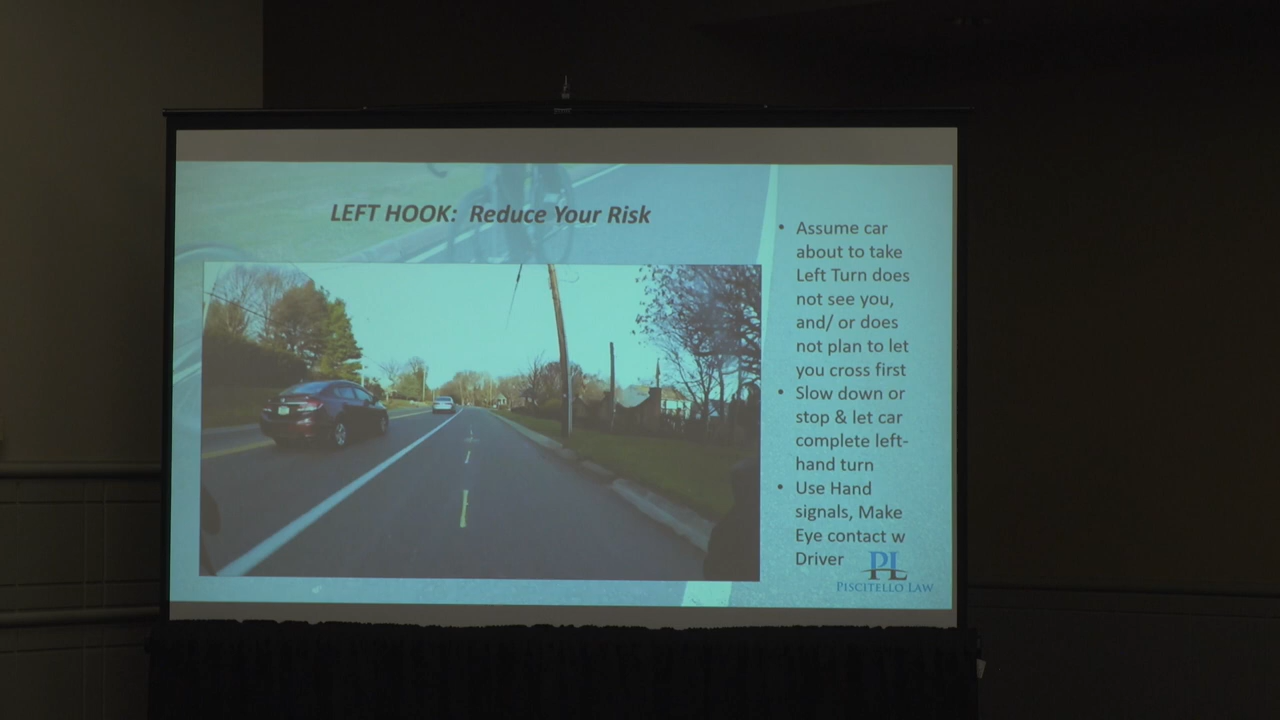 LEFT HOOK: Reduce Your Risk
• Assume car
about to take
Left Turn does
not see you,
and/ or does
not plan to let
you cross first
• Slow down or
stop & let car
complete left-
hand turn
• Use Hand
signals, Make
Eye contact w
Driver
PL
PISCITELLO LAW